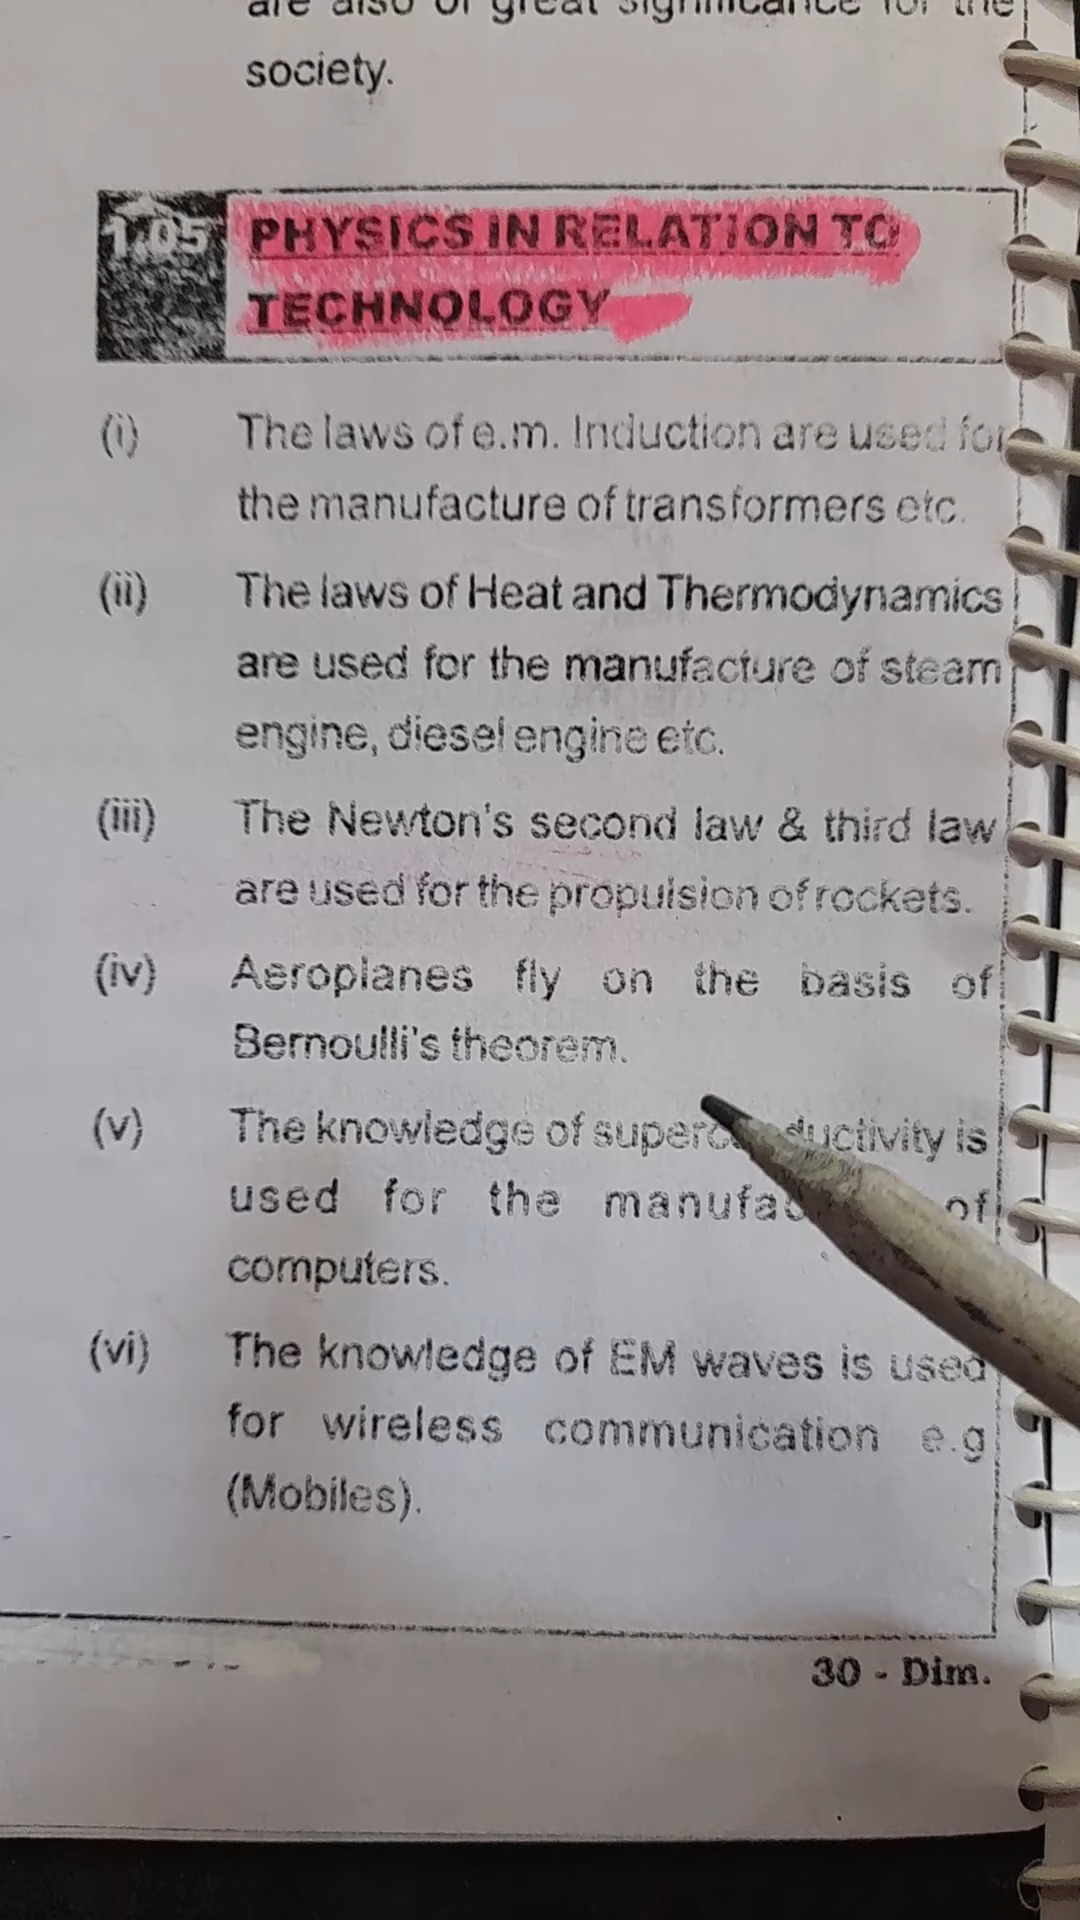 society.
1.05 PHYSICS IN RELATION TO
TECHNOLOGY
(i) The laws of e.m. Induction are used for
the manufacture of transformers etc.
(ii) The laws of Heat and Thermodynamics
are used for the manufacture of steam
engine, diesel engine etc.
(iii) The Newton's second law & third law
are used for the propulsion of rockets.
(iv) Aeroplanes fly on the basis of
Bernoulli's theorem.
(v) The knowledge of is
used for the of
computers.
(vi) The knowledge of EM waves is used
for wireless communication e.g
(Mobiles).
30 - Dim.